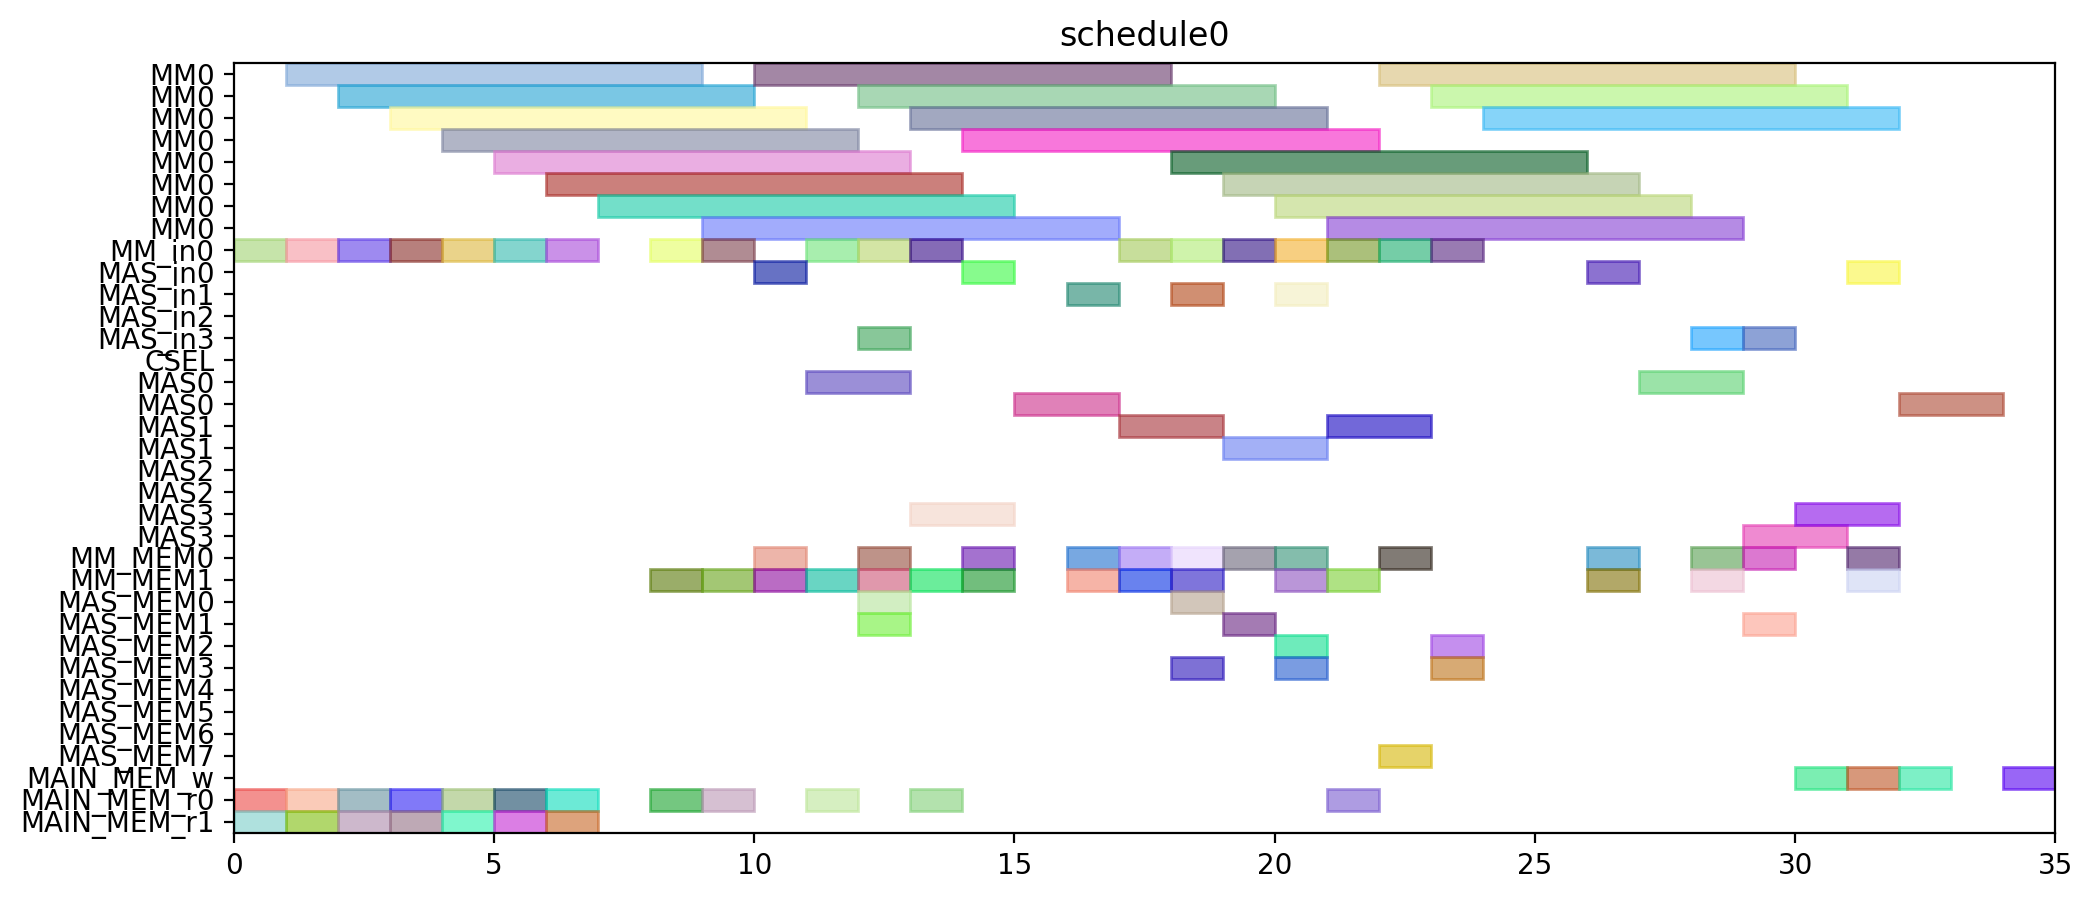 schedule0
MM0
MM0
MM0
MM0
MM0
MM0
MM0
MM0
MM_in0
MAS_in0
MAS_in1
MAS_in2
MAS_in3
CSEL
MAS0
MAS0
MAS1
MAS1
MAS2
MAS2
MAS3
MAS3
MM_MEM0
MM_MEM1
MAS_MEM0
MAS_MEM1
MAS_MEM2
MAS_MEM3
MAS_MEM4
MAS_MEM5
MAS_MEM6
MAS_MEM7
MAIN_MEM_w
MAIN_MEM_r0
MAIN_MEM_r1
0 5 10 15 20 25 30 35